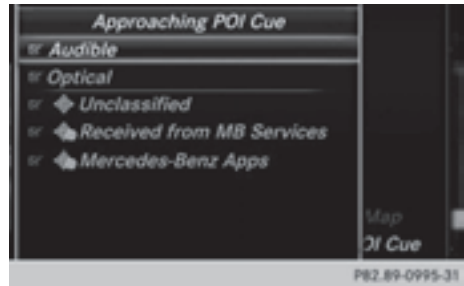 Approaching POI Cue
Audible
Optical
Unclassified
Received from MB Services
Mercedes-Benz Apps
Map
OI Cue
P82.89-0995-31